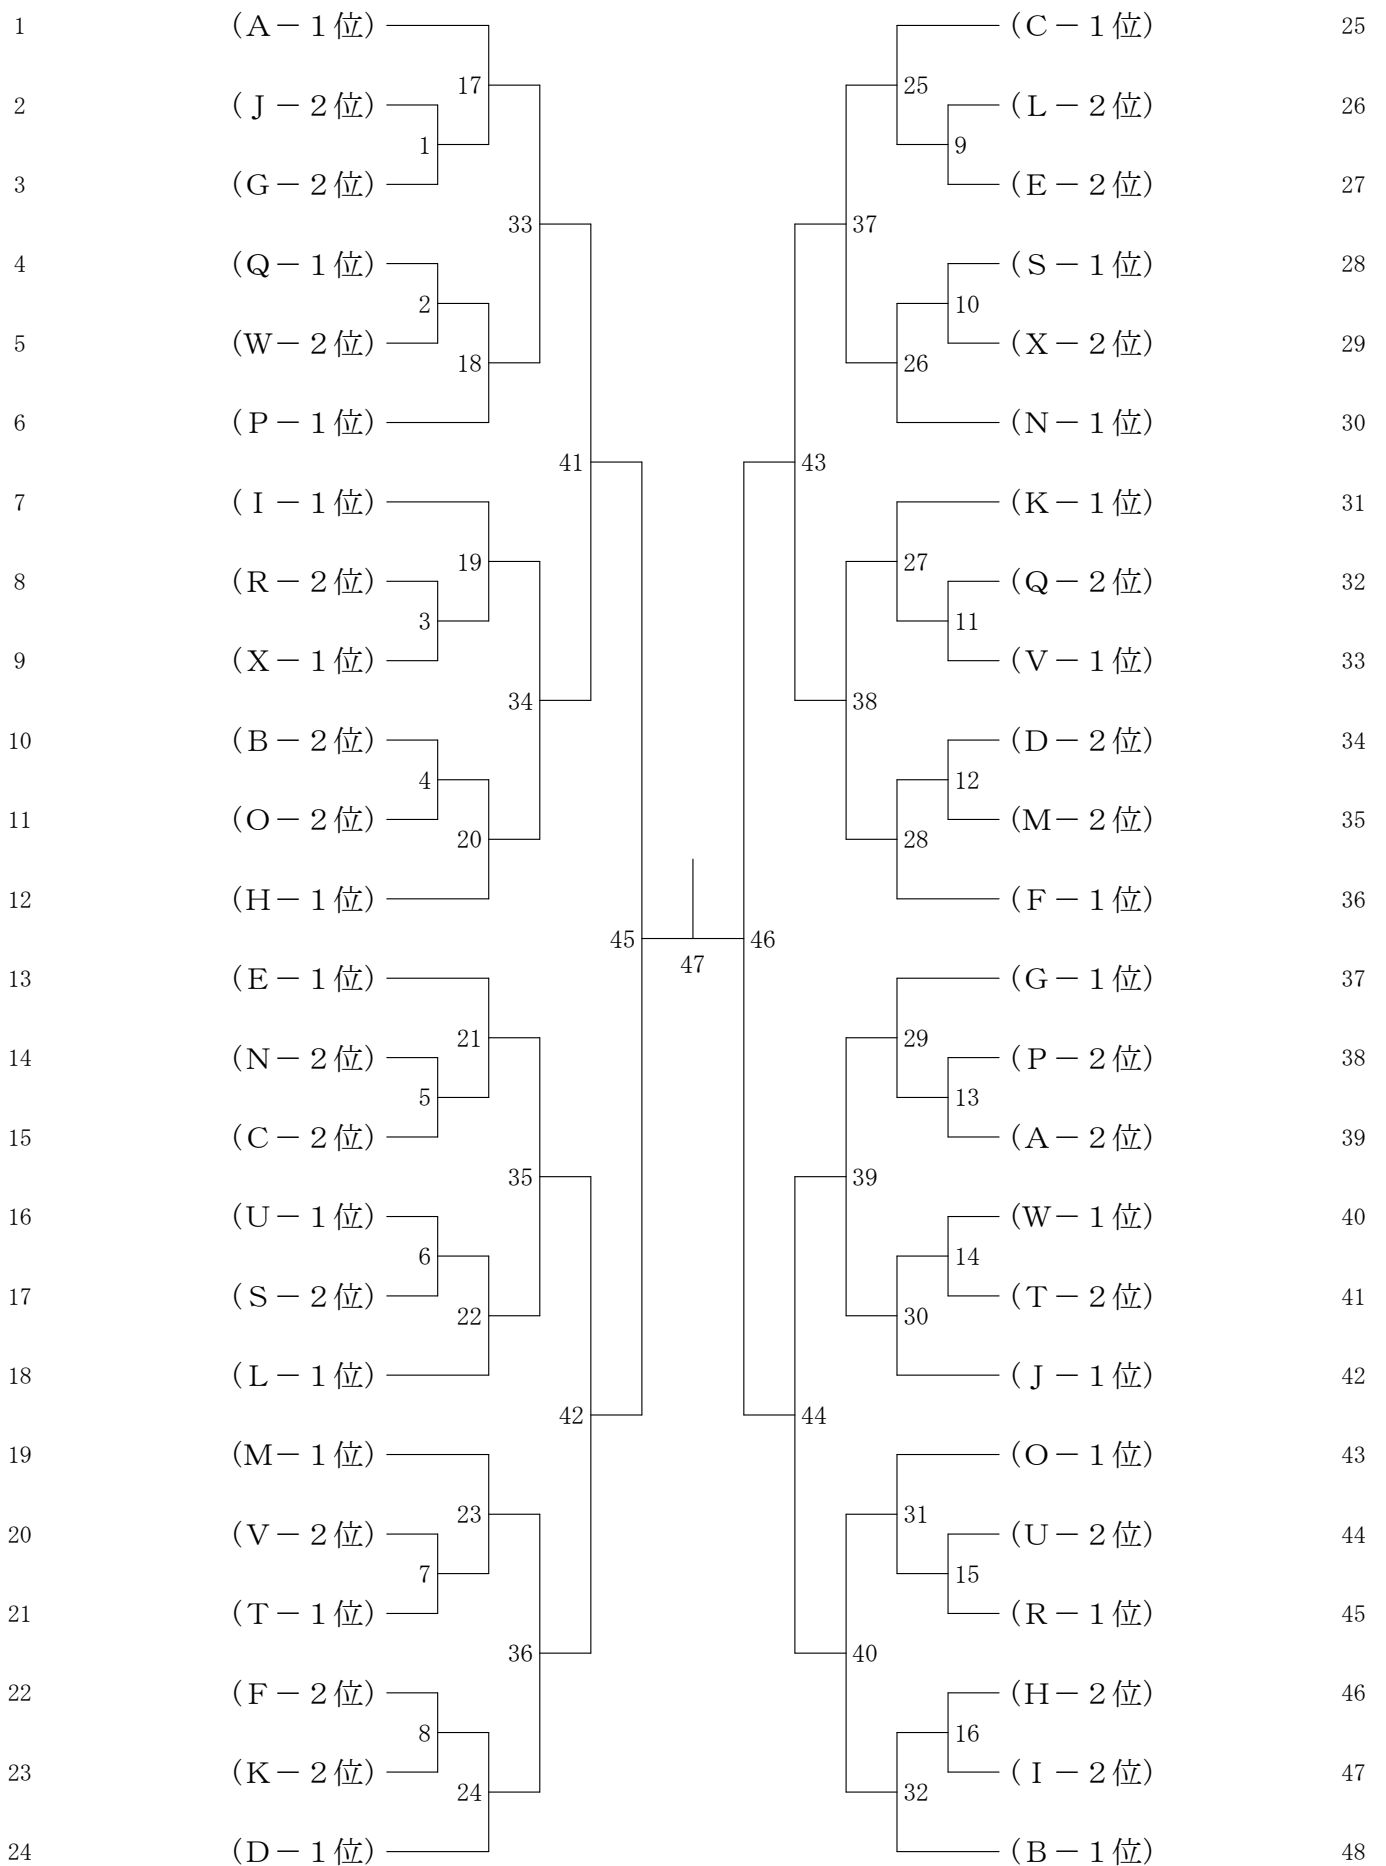 1 （A－1位） （C－1位） 25
17 25
2 （J－2位） （L－2位） 26
1 9
3 （G－2位） （E－2位） 27
33 37
4 （Q－1位） （S－1位） 28
2 10
5 （W－2位） （X－2位） 29
18 26
6 （P－1位） （N－1位） 30
41 43
7 （I－1位） （K－1位） 31
19 27
8 （R－2位） （Q－2位） 32
3 11
9 （X－1位） （V－1位） 33
34 38
10 （B－2位） （D－2位） 34
4 12
11 （O－2位） （M－2位） 35
20 28
12 （H－1位） （F－1位） 36
45 46
47
13 （E－1位） （G－1位） 37
21 29
14 （N－2位） （P－2位） 38
5 13
15 （C－2位） （A－2位） 39
35 39
16 （U－1位） （W－1位） 40
6 14
17 （S－2位） （T－2位） 41
22 30
18 （L－1位） （J－1位） 42
42 44
19 （M－1位） （O－1位） 43
23 31
20 （V－2位） （U－2位） 44
7 15
21 （T－1位） （R－1位） 45
36 40
22 （F－2位） （H－2位） 46
8 16
23 （K－2位） （I－2位） 47
24 32
24 （D－1位） （B－1位） 48